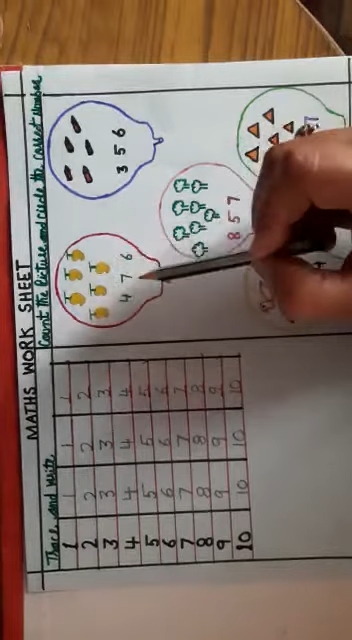 MATHS WORK SHEET
Trace and write.
Count the Picture and circle the correct number
1 1 1 1
2 2 2 2
3 3 3 3
4 4 4 4
5 5 5 5
6 6 6 6
7 7 7 7
8 8 8 8
9 9 9 9
10 10 10 10
4 7 6
3 5 6
8 5 7